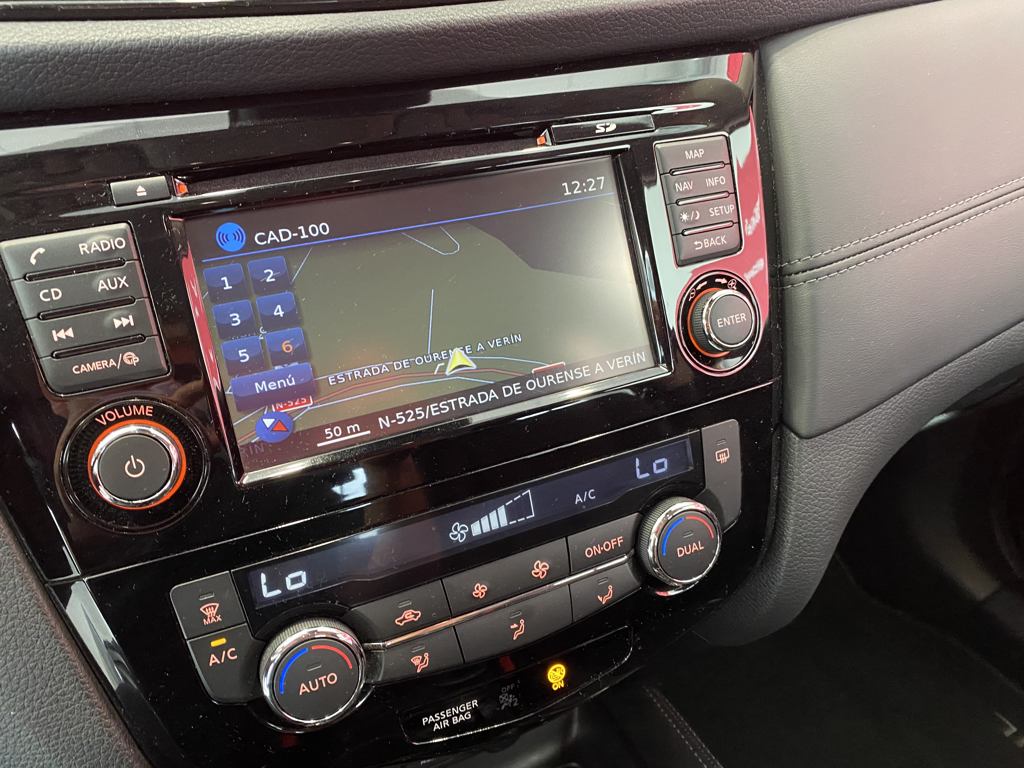 SD
MAP
NAV INFO
SETUP
BACK
ENTER
RADIO
CD AUX
CAMERA/
VOLUME
12:27
CAD-100
1 2
3 4
5 6
Menú
ESTRADA DE OURENSE A VERÍN
N-525
50 m
N-525/ESTRADA DE OURENSE A VERÍN
Lo
A/C
Lo
MAX
A/C
AUTO
ON·OFF
DUAL
PASSENGER
AIR BAG
OFF
ON